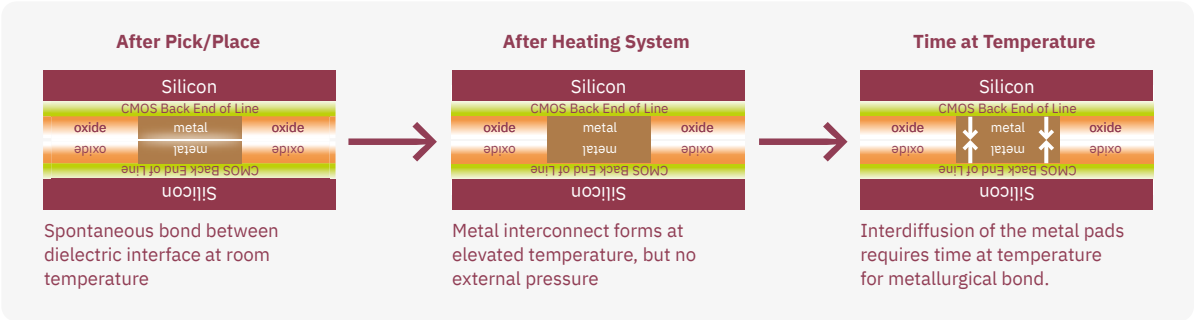 After Pick/Place
Silicon
CMOS Back End of Line
oxide metal oxide
oxide metal oxide
CMOS Back End of Line
Silicon
Spontaneous bond between
dielectric interface at room
temperature
After Heating System
Silicon
CMOS Back End of Line
oxide metal oxide
oxide metal oxide
CMOS Back End of Line
Silicon
Metal interconnect forms at
elevated temperature, but no
external pressure
Time at Temperature
Silicon
CMOS Back End of Line
oxide metal oxide
oxide metal oxide
CMOS Back End of Line
Silicon
Interdiffusion of the metal pads
requires time at temperature
for metallurgical bond.